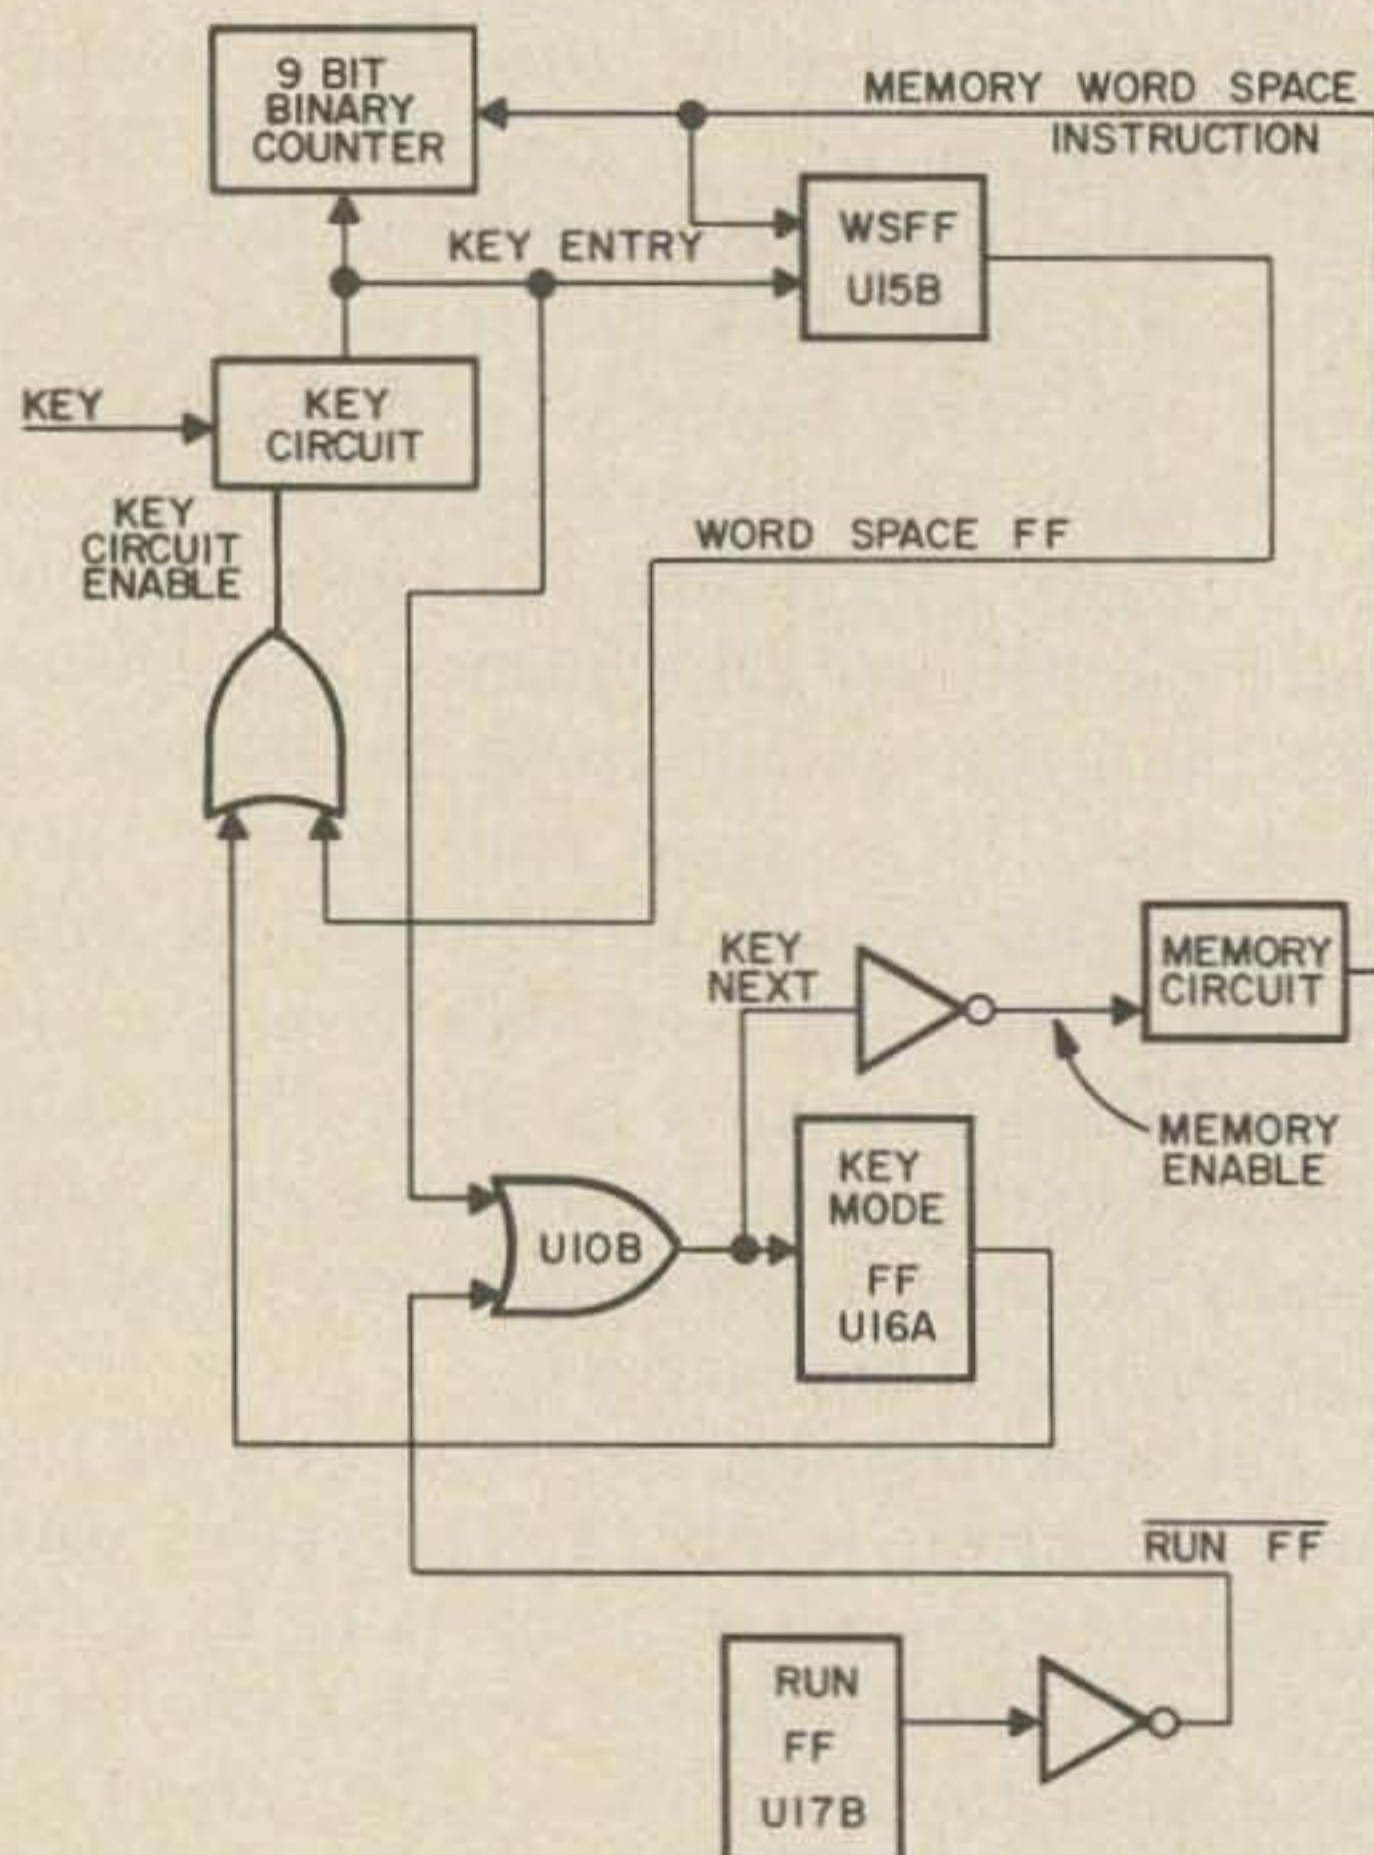 9 BIT
BINARY
COUNTER
MEMORY WORD SPACE
INSTRUCTION
KEY ENTRY
WSFF
U15B
KEY
KEY
CIRCUIT
KEY
CIRCUIT
ENABLE
WORD SPACE FF
KEY
NEXT
MEMORY
CIRCUIT
MEMORY
ENABLE
U10B
KEY
MODE
FF
U16A
RUN FF
RUN
FF
U17B